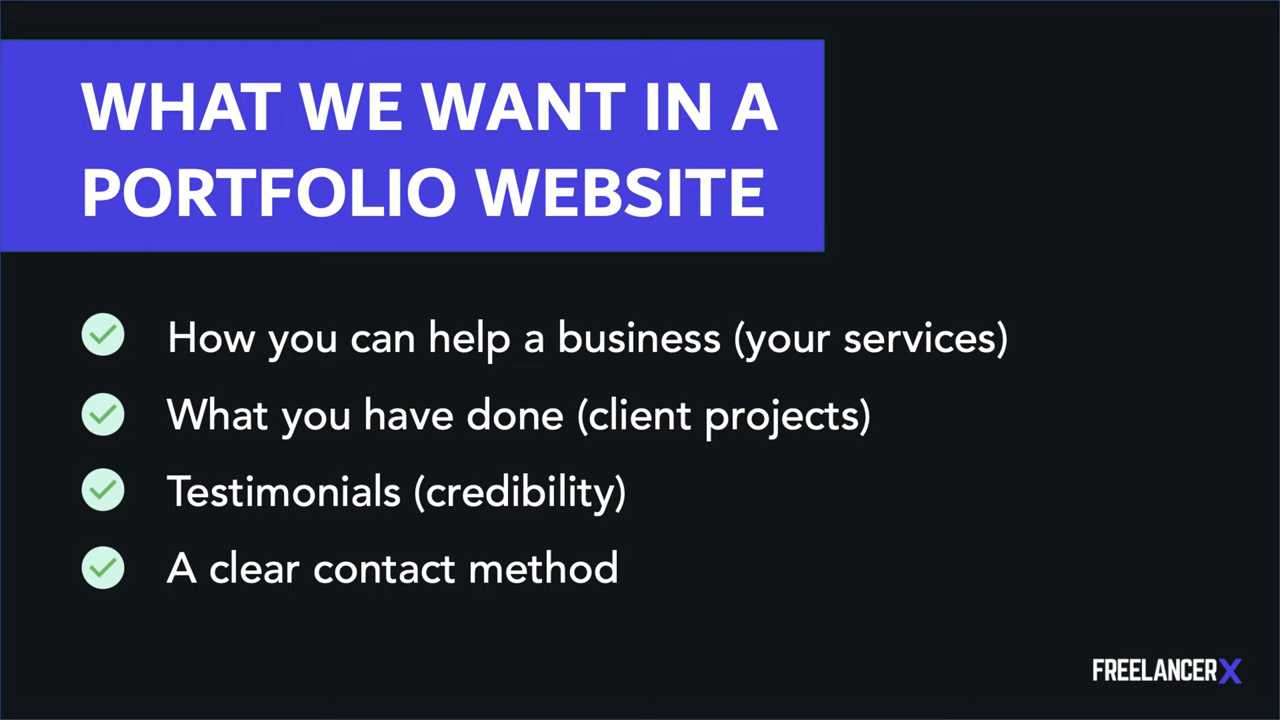 WHAT WE WANT IN A
PORTFOLIO WEBSITE
How you can help a business (your services)
What you have done (client projects)
Testimonials (credibility)
A clear contact method
FREELANCERX